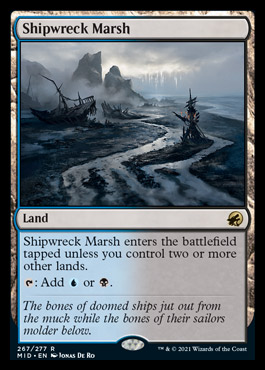 Shipwreck Marsh
Land
Shipwreck Marsh enters the battlefield
tapped unless you control two or more
other lands.
: Add or .
The bones of doomed ships jut out from
the muck while the bones of their sailors
molder below.
267/277 R
MID • EN Jonas De Ro
™ & © 2021 Wizards of the Coast